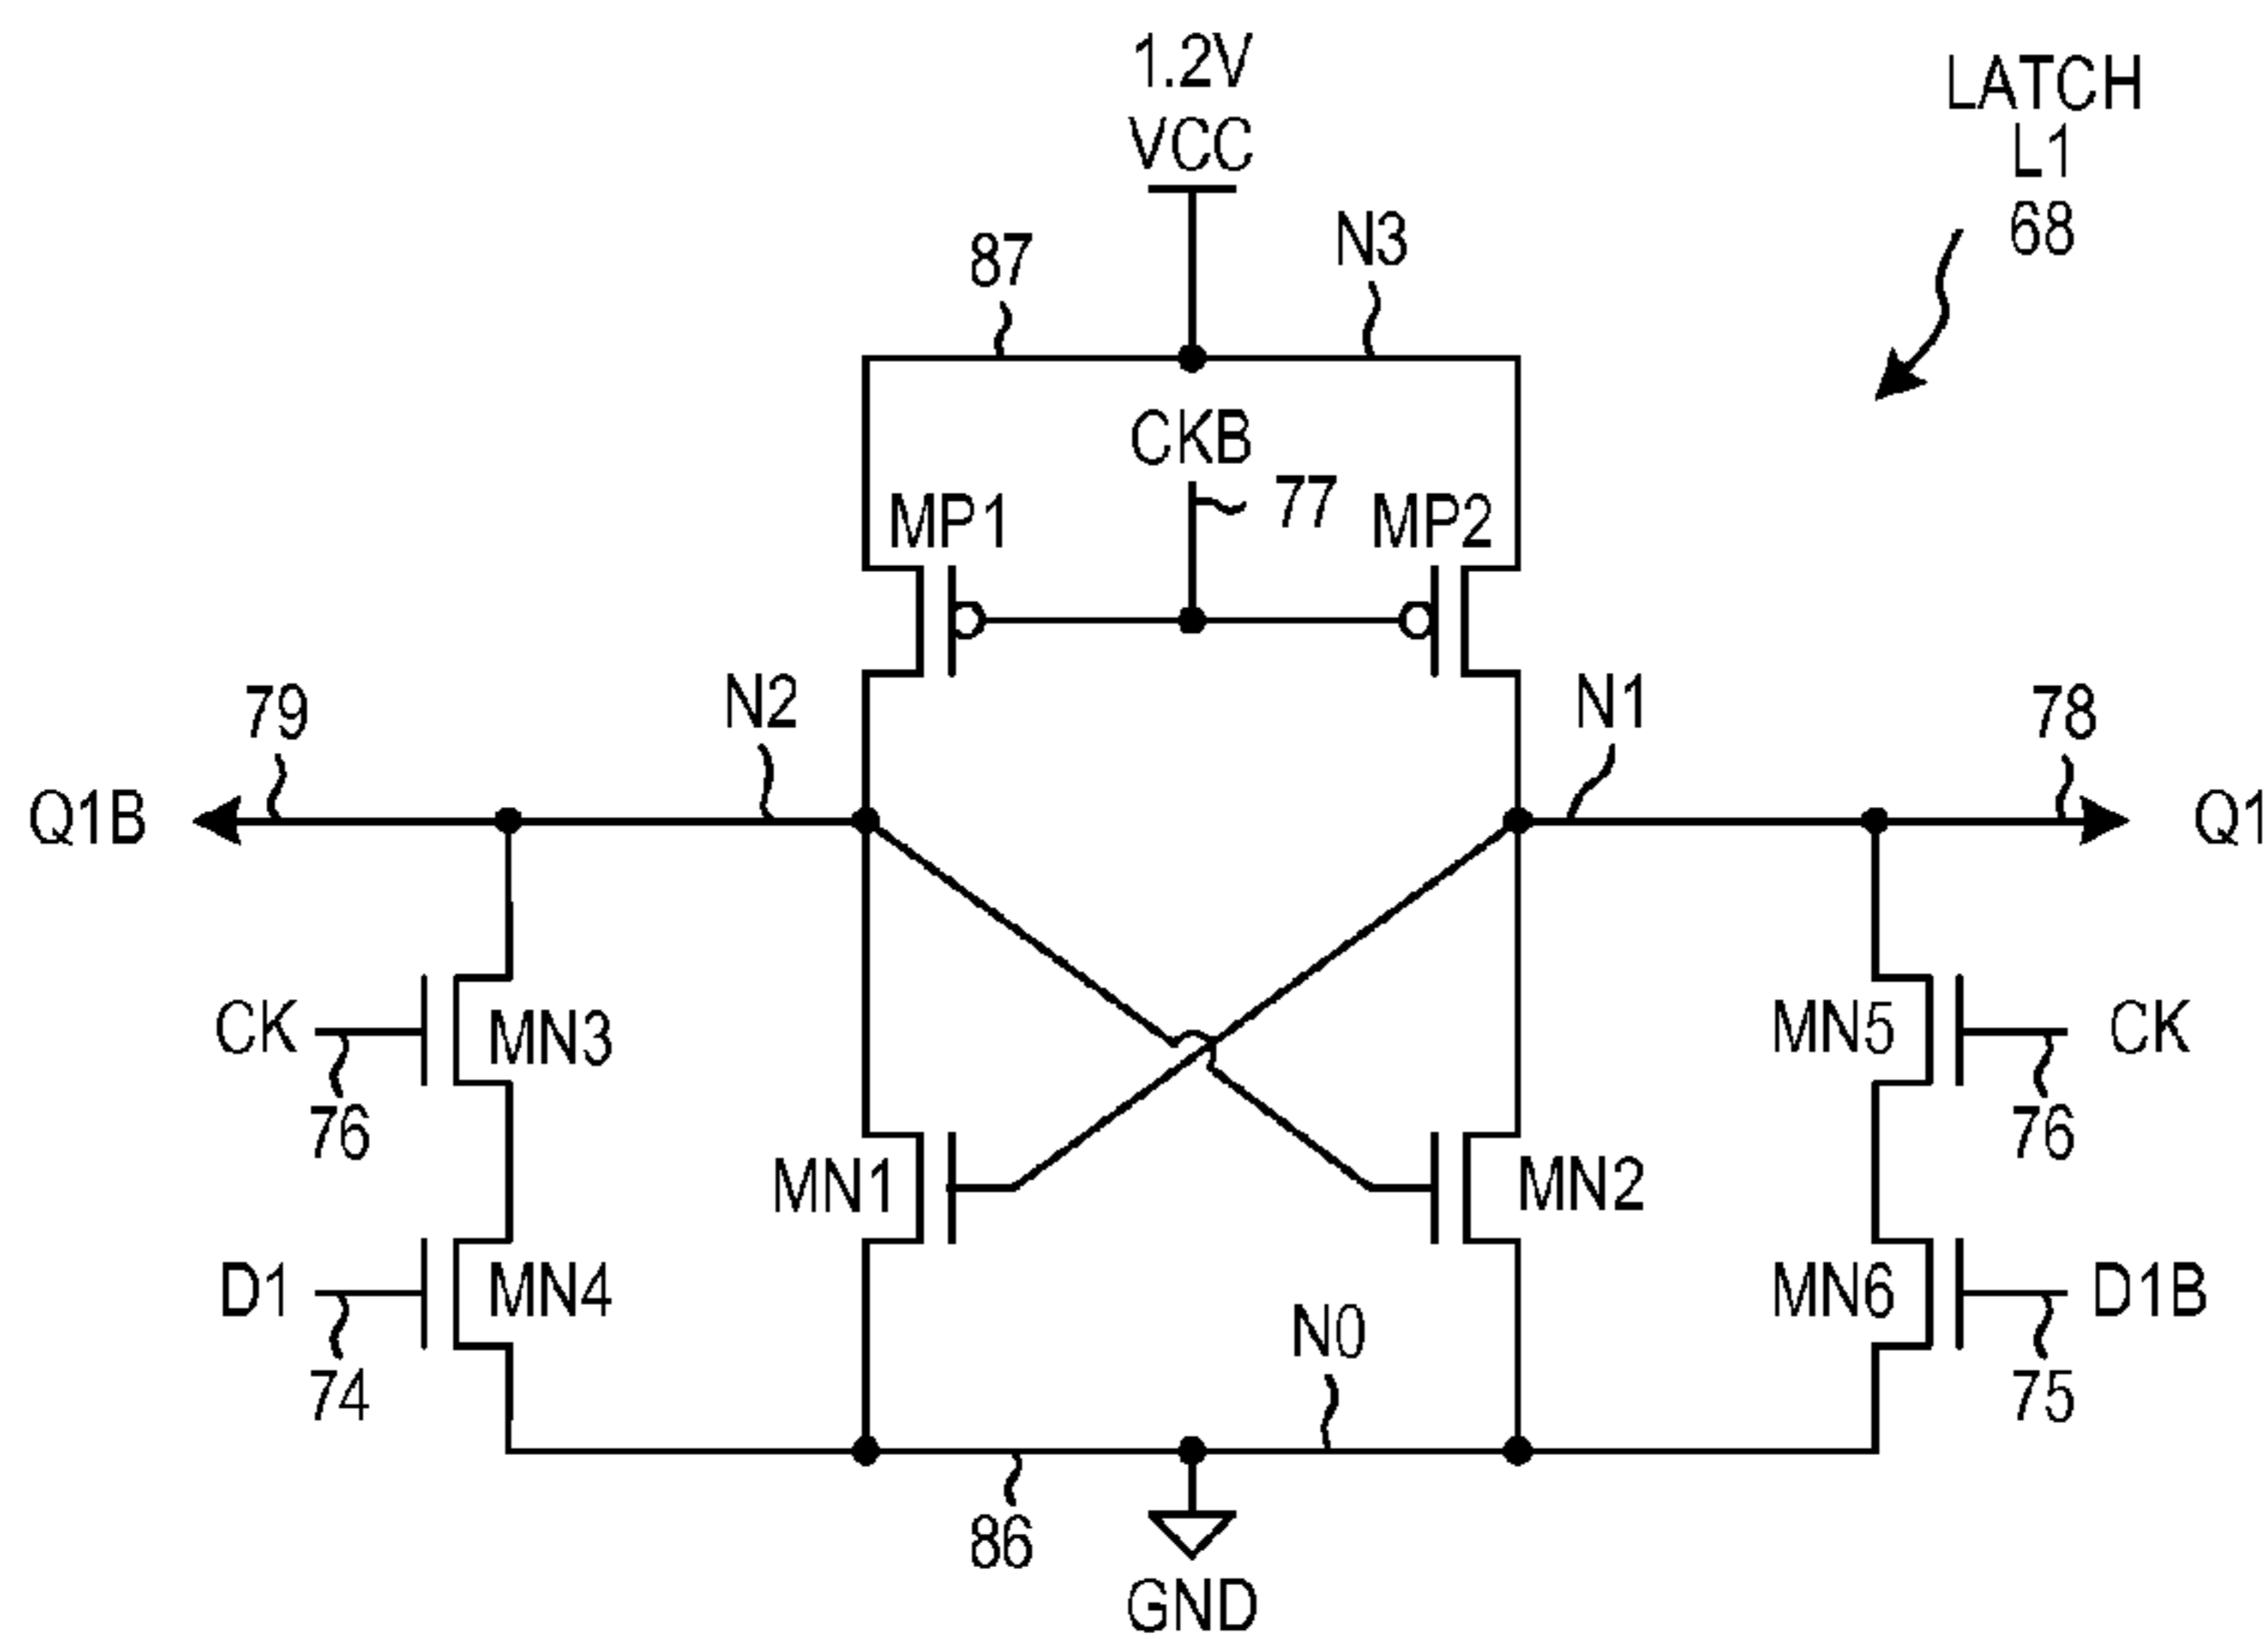 1.2V
VCC
LATCH
L1
68
87
N3
CKB
77
MP1
MP2
79
N2
N1
78
Q1B
Q1
CK
MN3
MN5
CK
76
76
MN1
MN2
D1
MN4
MN6
D1B
N0
74
75
86
GND